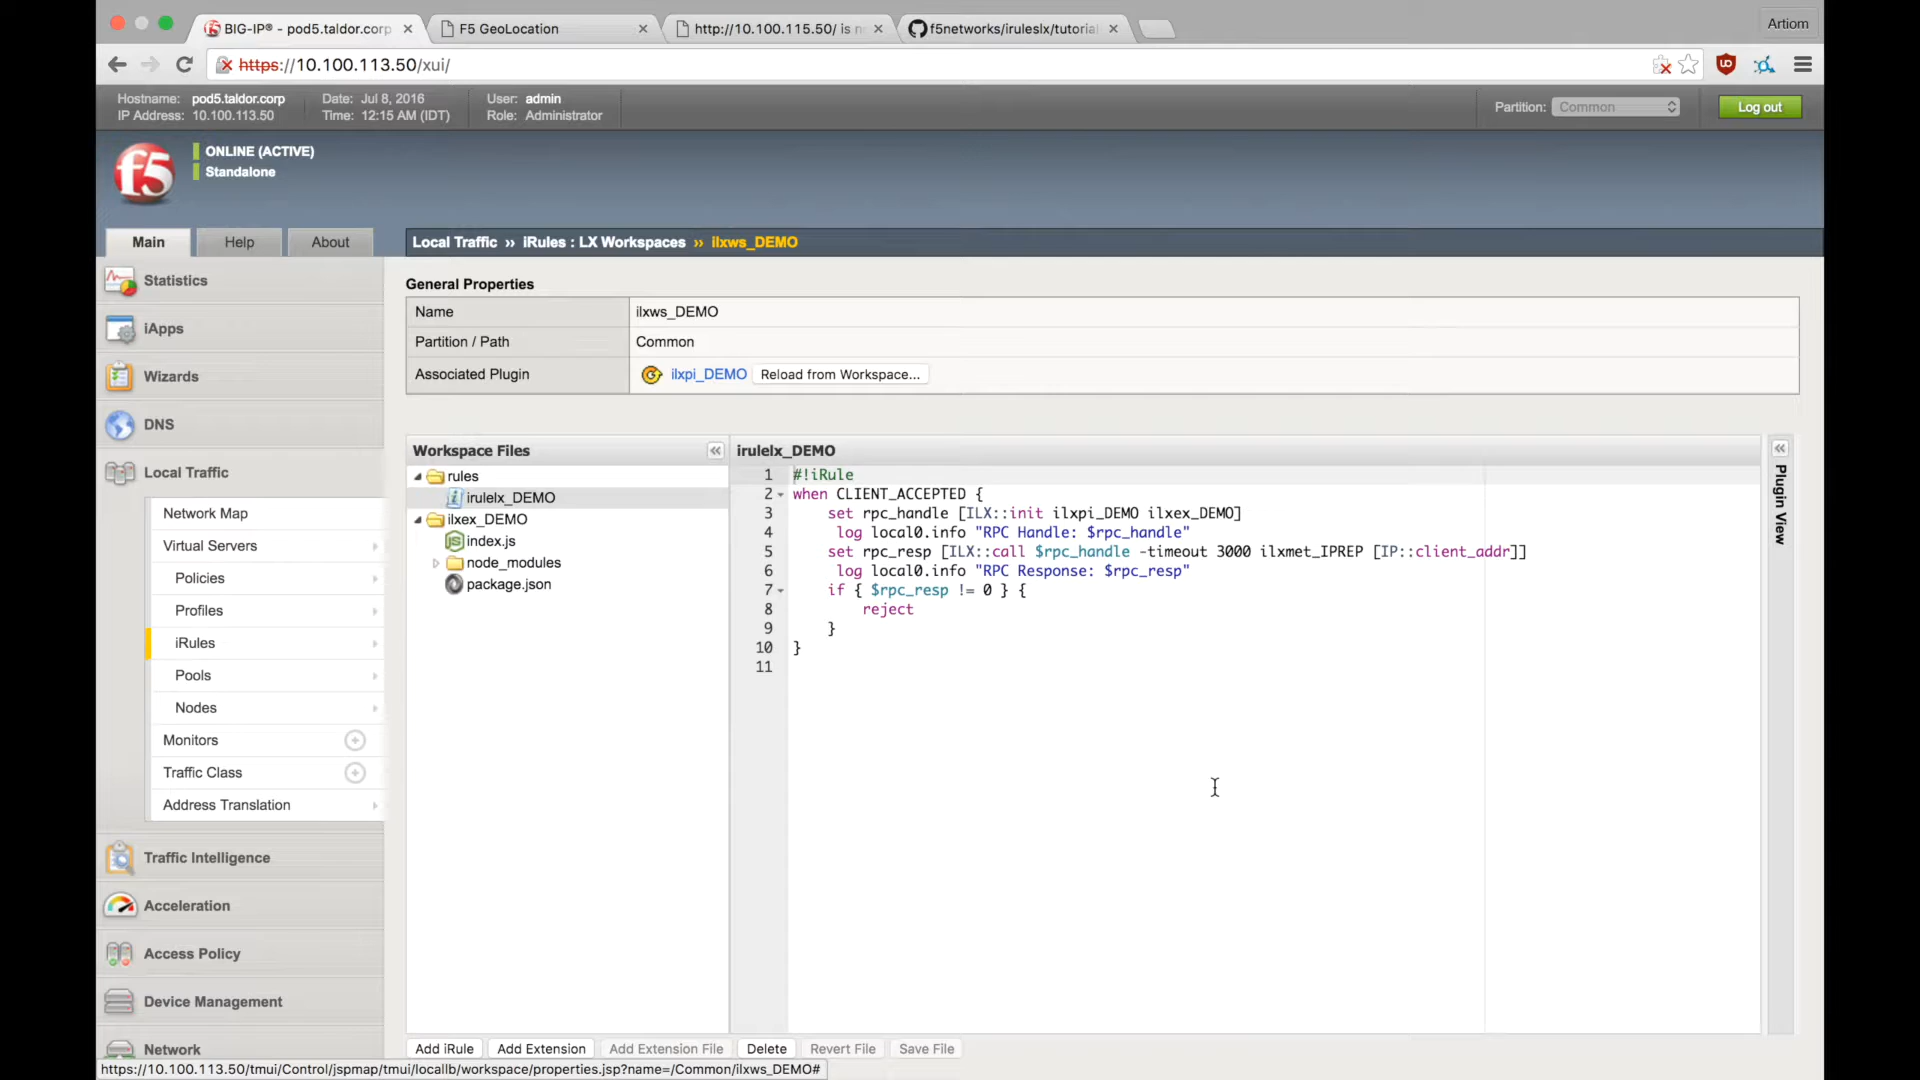 BIG-IP® - pod5.taldor.corp
F5 GeoLocation
http://10.100.115.50/ is n
f5networks/iruleslx/tutorial
Artiom
https://10.100.113.50/xui/
Hostname: pod5.taldor.corp
IP Address: 10.100.113.50
Date: Jul 8, 2016
Time: 12:15 AM (IDT)
User: admin
Role: Administrator
Partition: Common
Log out
f5
ONLINE (ACTIVE)
Standalone
Main
Help
About
Local Traffic ›› iRules : LX Workspaces ›› ilxws_DEMO
Statistics
iApps
Wizards
DNS
Local Traffic
Network Map
Virtual Servers
Policies
Profiles
iRules
Pools
Nodes
Monitors
Traffic Class
Address Translation
Traffic Intelligence
Acceleration
Access Policy
Device Management
Network
General Properties
Name ilxws_DEMO
Partition / Path Common
Associated Plugin ilxpi_DEMO Reload from Workspace...
Workspace Files
rules
irulelx_DEMO
ilxex_DEMO
index.js
node_modules
package.json
irulelx_DEMO
1 #!iRule
2 when CLIENT_ACCEPTED {
3 set rpc_handle [ILX::init ilxpi_DEMO ilxex_DEMO]
4 log local0.info "RPC Handle: $rpc_handle"
5 set rpc_resp [ILX::call $rpc_handle -timeout 3000 ilxmet_IPREP [IP::client_addr]]
6 log local0.info "RPC Response: $rpc_resp"
7 if { $rpc_resp != 0 } {
8 reject
9 }
10 }
11
Plugin View
Add iRule
Add Extension
Add Extension File
Delete
Revert File
Save File
https://10.100.113.50/tmui/Control/jspmap/tmui/locallb/workspace/properties.jsp?name=/Common/ilxws_DEMO#